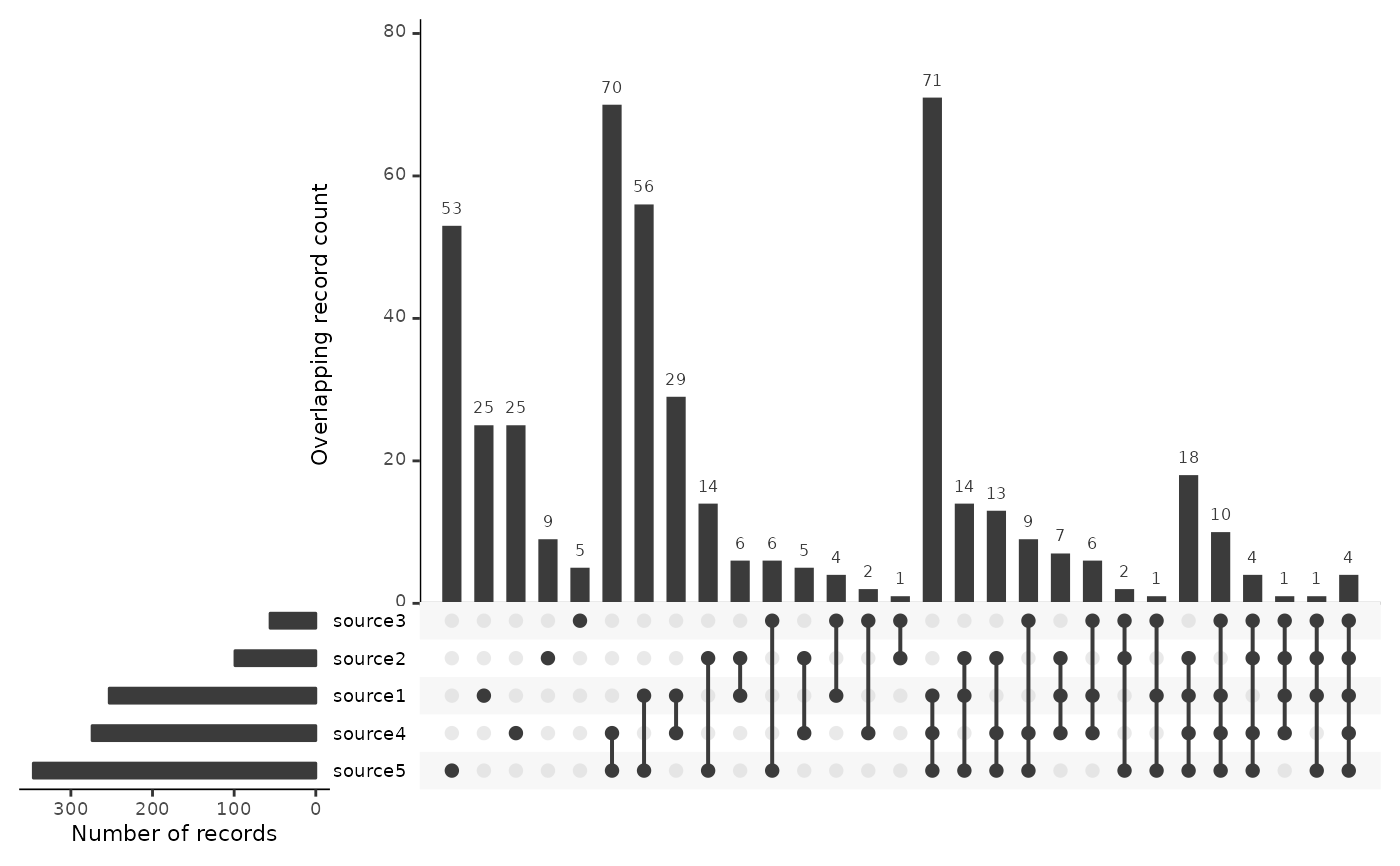 80
60
40
20
0
Overlapping record count
53 25 25 9 5 70 56 29 14 6 6 5 4 2 1 71 14 13 9 7 6 2 1 18 10 4 1 1 4
source3
source2
source1
source4
source5
300 200 100 0
Number of records